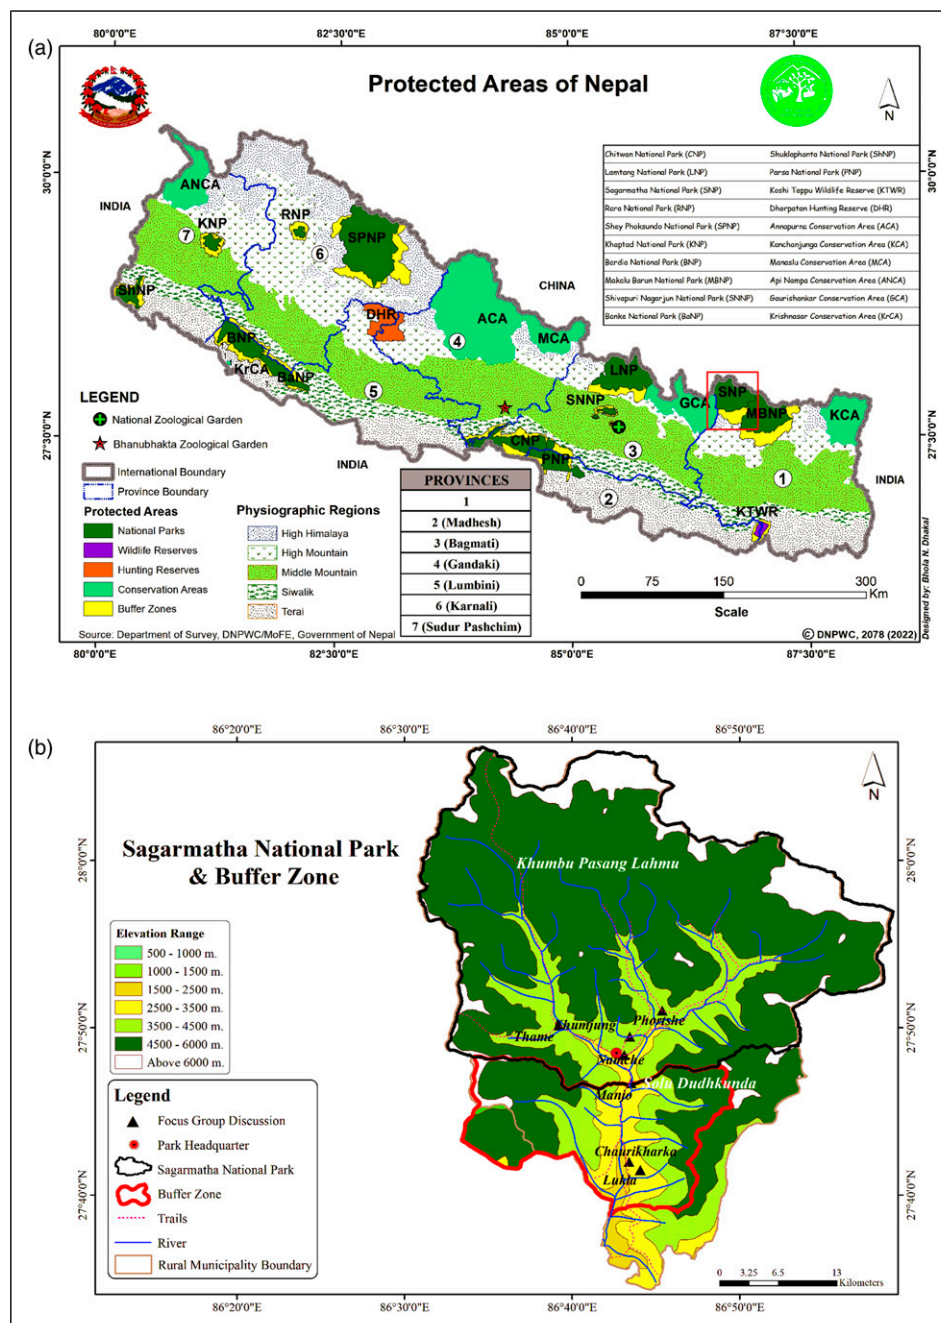 (a)
80°0'0"E 82°30'0"E 85°0'0"E 87°30'0"E
Protected Areas of Nepal
N
30°0'0"N
30°0'0"N
27°30'0"N
27°30'0"N
Chitwan National Park (CNP) Shuklaphanta National Park (ShNP)
Lamtang National Park (LNP) Parsa National Park (PNP)
Sagarmatha National Park (SNP) Koshi Tappu Wildlife Reserve (KTWR)
Rara National Park (RNP) Dhorpatan Hunting Reserve (DHR)
Shey Phoksundo National Park (SPNP) Annapurna Conservation Area (ACA)
Khaptad National Park (KNP) Kanchanjunga Conservation Area (KCA)
Bardia National Park (BNP) Manaslu Conservation Area (MCA)
Makalu Barun National Park (MBNP) Api Nampa Conservation Area (ANCA)
Shivapuri Nagarjun National Park (SNNP) Gaurishankar Conservation Area (GCA)
Banke National Park (BaNP) Krishnasar Conservation Area (KrCA)
ANCA
INDIA
KNP
RNP
7
6
SPNP
ShNP
CHINA
DHR
ACA
4
MCA
BNP
KrCA
BaNP
5
LNP
SNNP
GCA
SNP
MBNP
KCA
CNP
PNP
3
2
1
KTWR
INDIA
INDIA
LEGEND
National Zoological Garden
Bhanubhakta Zoological Garden
International Boundary
Province Boundary
Protected Areas
National Parks
Wildlife Reserves
Hunting Reserves
Conservation Areas
Buffer Zones
Physiographic Regions
High Himalaya
High Mountain
Middle Mountain
Siwalik
Terai
PROVINCES
1
2 (Madhesh)
3 (Bagmati)
4 (Gandaki)
5 (Lumbini)
6 (Karnali)
7 (Sudur Pashchim)
0 75 150 300
Km
Scale
Designed by: Bhola N. Dhakal
Source: Department of Survey, DNPWC/MoFE, Government of Nepal
© DNPWC, 2078 (2022)
80°0'0"E 82°30'0"E 85°0'0"E 87°30'0"E
(b)
86°20'0"E 86°30'0"E 86°40'0"E 86°50'0"E
N
Sagarmatha National Park
& Buffer Zone
28°0'0"N
28°0'0"N
27°50'0"N
27°50'0"N
27°40'0"N
27°40'0"N
Khumbu Pasang Lahmu
Elevation Range
500 - 1000 m.
1000 - 1500 m.
1500 - 2500 m.
2500 - 3500 m.
3500 - 4500 m.
4500 - 6000 m.
Above 6000 m.
Thame
Khumjung
Phortshe
Namche
Manjo
Solu Dudhkunda
Chaurikharka
Lukla
Legend
Focus Group Discussion
Park Headquarter
Sagarmatha National Park
Buffer Zone
Trails
River
Rural Municipality Boundary
0 3.25 6.5 13
Kilometers
86°20'0"E 86°30'0"E 86°40'0"E 86°50'0"E